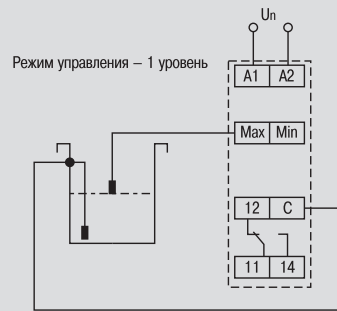 Un
Режим управления – 1 уровень
A1 A2
Max Min
12 C
11 14